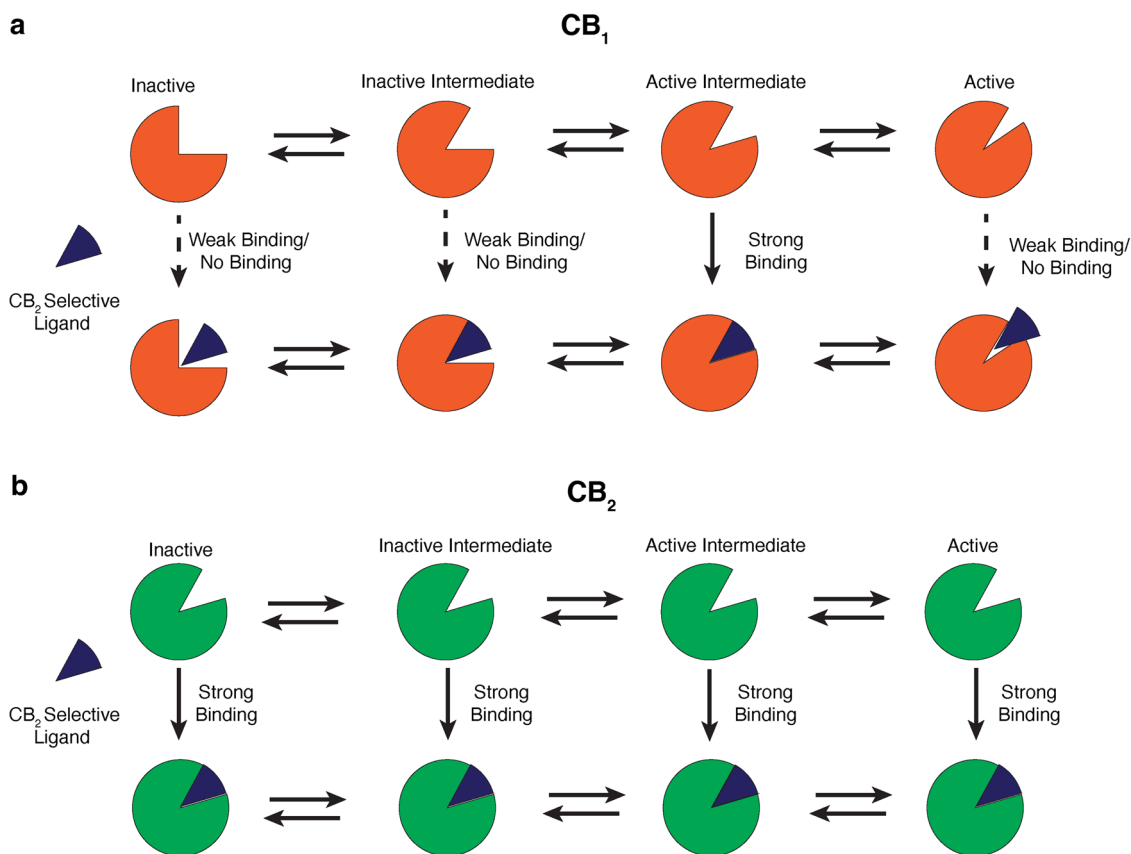 a
CB₁
Inactive
Inactive Intermediate
Active Intermediate
Active
Weak Binding/
No Binding
Weak Binding/
No Binding
Strong
Binding
Weak Binding/
No Binding
CB₂ Selective
Ligand
b
CB₂
Inactive
Inactive Intermediate
Active Intermediate
Active
Strong
Binding
Strong
Binding
Strong
Binding
Strong
Binding
CB₂ Selective
Ligand